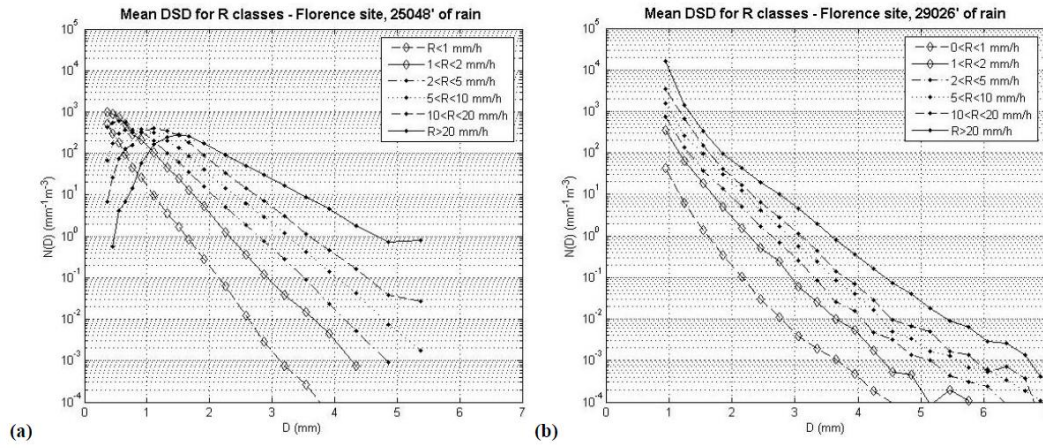 Mean DSD for R classes - Florence site, 25048' of rain
10^5
10^4
10^3
10^2
10^1
10^0
10^-1
10^-2
10^-3
10^-4
N(D) (mm^-1m^-3)
R<1 mm/h
1<R<2 mm/h
2<R<5 mm/h
5<R<10 mm/h
10<R<20 mm/h
R>20 mm/h
0 1 2 3 4 5 6 7
D (mm)
(a)
Mean DSD for R classes - Florence site, 29026' of rain
10^5
10^4
10^3
10^2
10^1
10^0
10^-1
10^-2
10^-3
10^-4
N(D) (mm^-1m^-3)
0<R<1 mm/h
1<R<2 mm/h
2<R<5 mm/h
5<R<10 mm/h
10<R<20 mm/h
R>20 mm/h
0 1 2 3 4 5 6
D (mm)
(b)